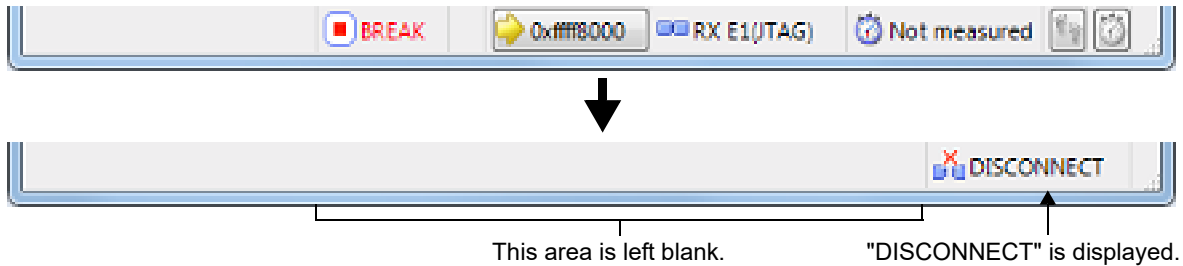 BREAK 0xffff8000 RX E1(JTAG) Not measured
DISCONNECT
This area is left blank. "DISCONNECT" is displayed.